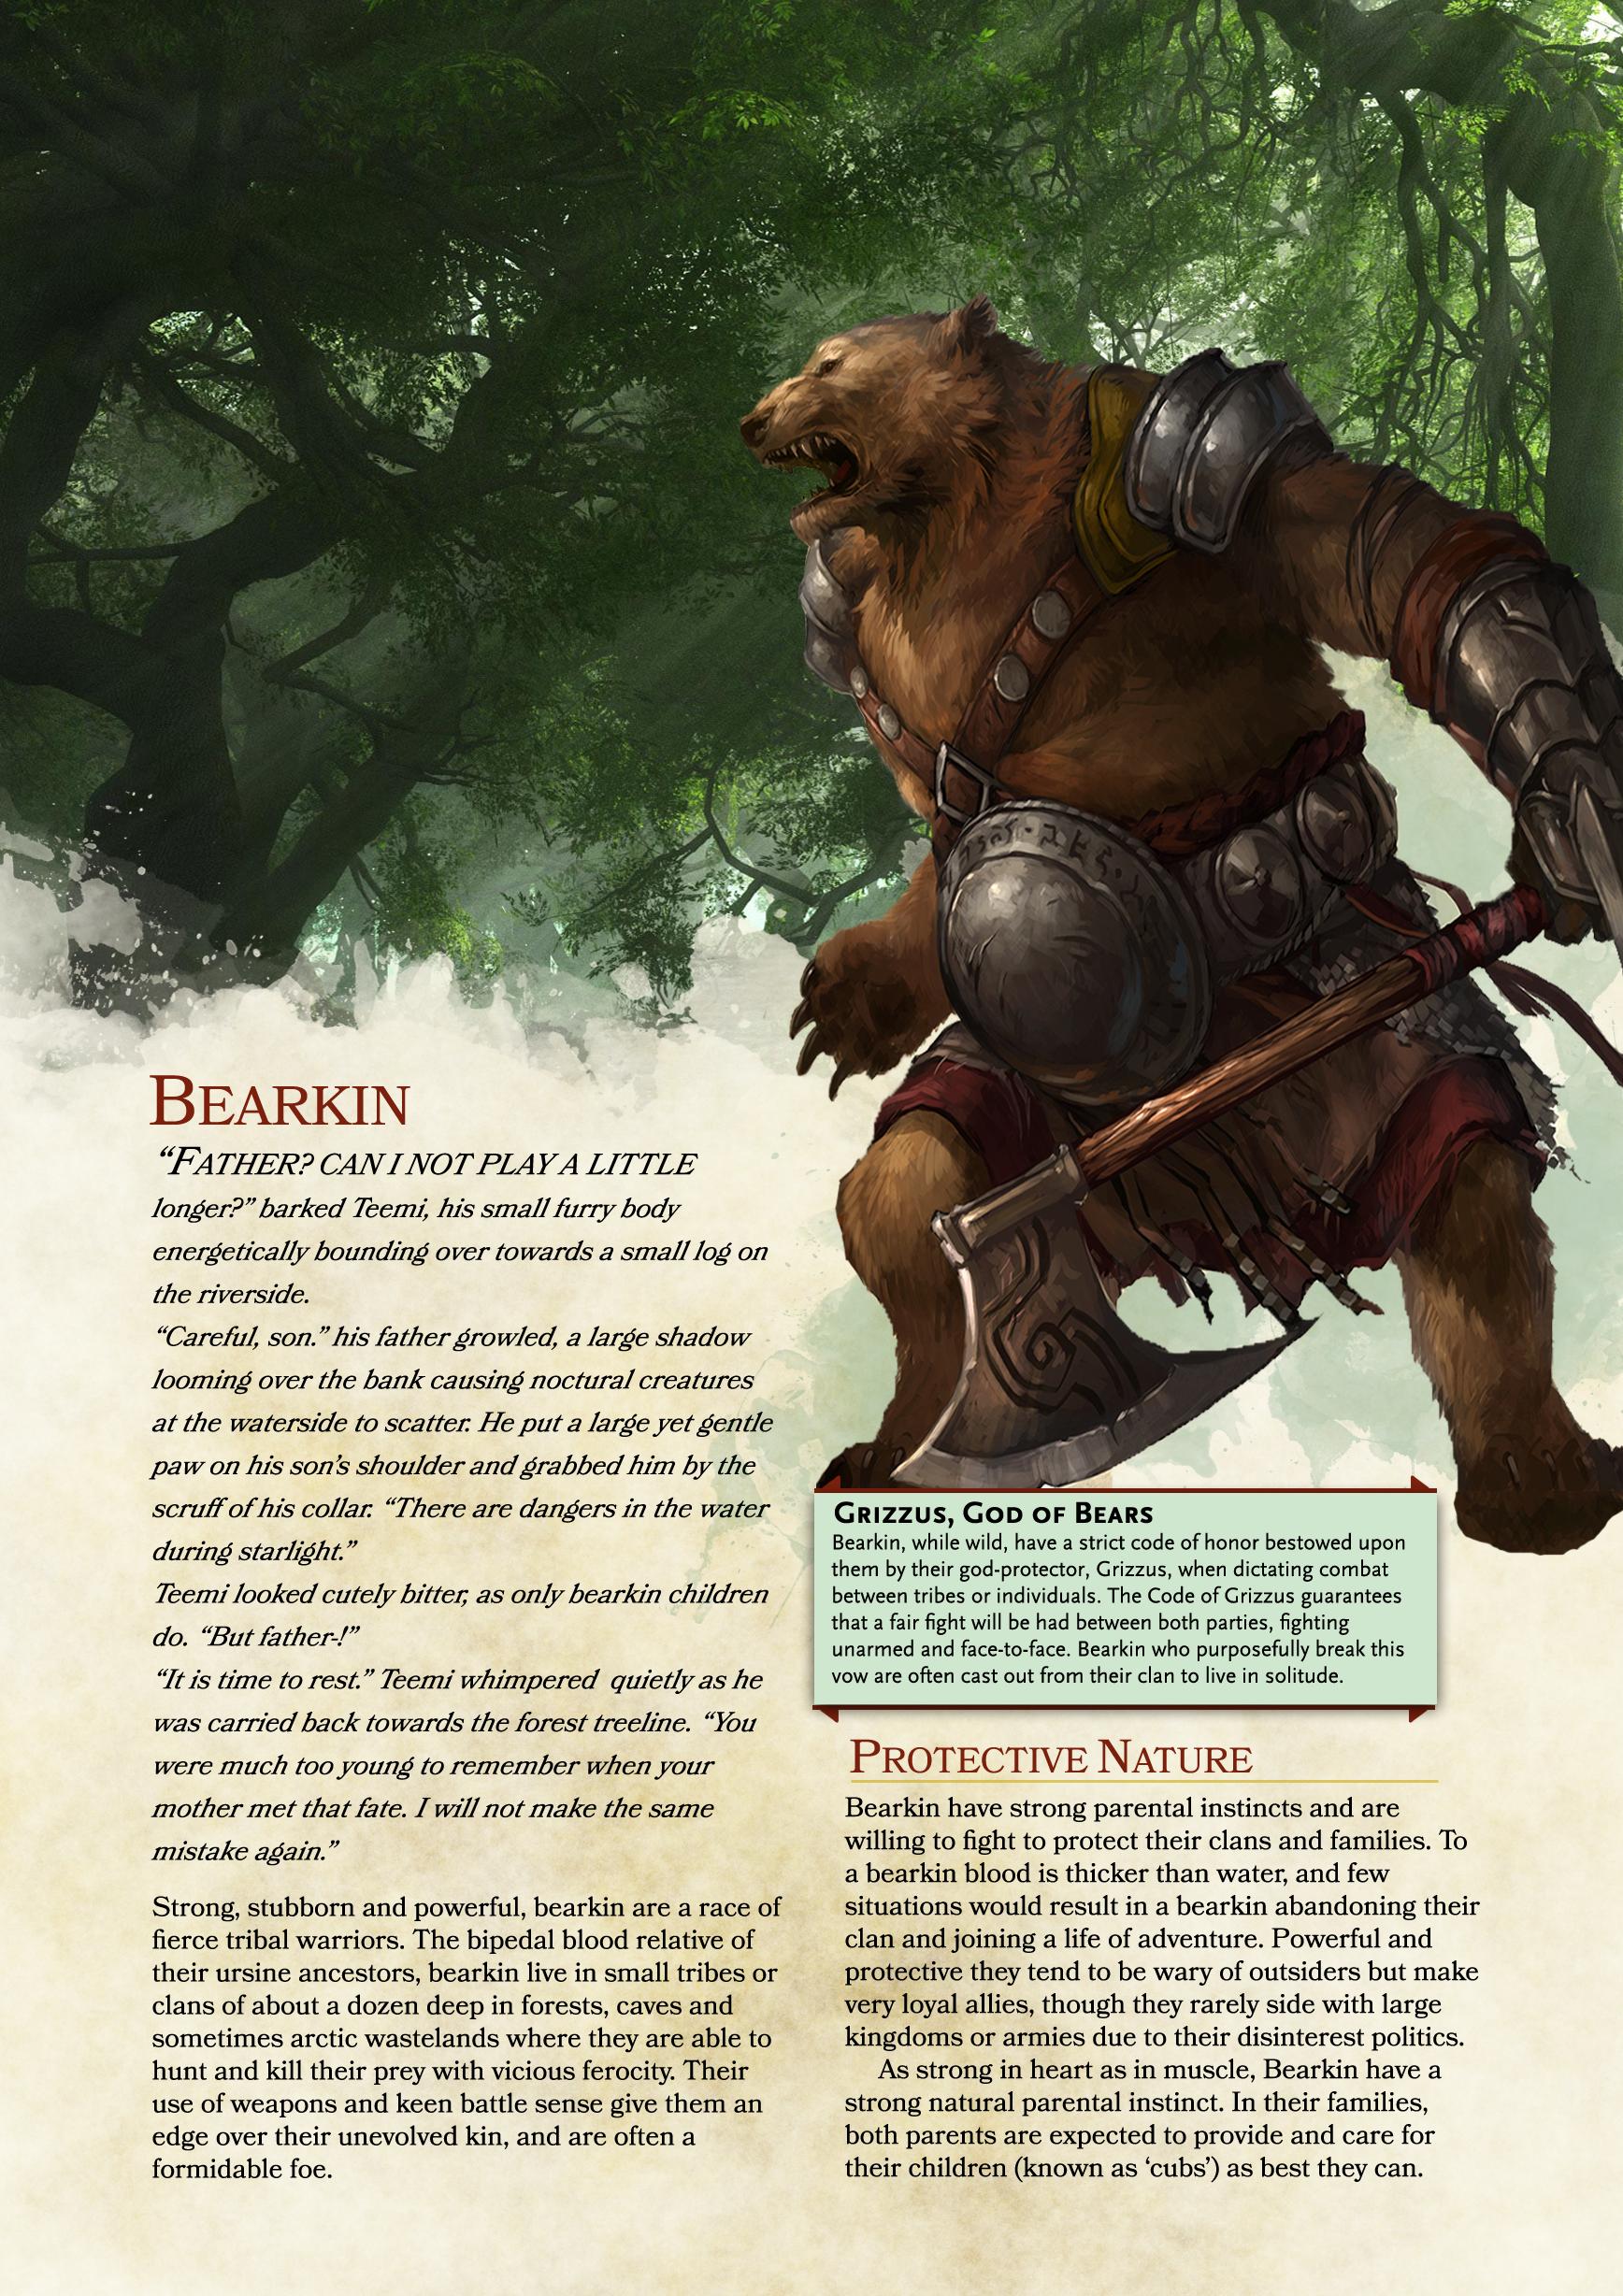 BEARKIN
“FATHER? CAN I NOT PLAY A LITTLE
longer?” barked Teemi, his small furry body
energetically bounding over towards a small log on
the riverside.
“Careful, son.” his father growled, a large shadow
looming over the bank causing noctural creatures
at the waterside to scatter. He put a large yet gentle
paw on his son’s shoulder and grabbed him by the
scruff of his collar. “There are dangers in the water
during starlight.”
Teemi looked cutely bitter, as only bearkin children
do. “But father-!”
“It is time to rest.” Teemi whimpered quietly as he
was carried back towards the forest treeline. “You
were much too young to remember when your
mother met that fate. I will not make the same
mistake again.”
Strong, stubborn and powerful, bearkin are a race of
fierce tribal warriors. The bipedal blood relative of
their ursine ancestors, bearkin live in small tribes or
clans of about a dozen deep in forests, caves and
sometimes arctic wastelands where they are able to
hunt and kill their prey with vicious ferocity. Their
use of weapons and keen battle sense give them an
edge over their unevolved kin, and are often a
formidable foe.
GRIZZUS, GOD OF BEARS
Bearkin, while wild, have a strict code of honor bestowed upon
them by their god-protector, Grizzus, when dictating combat
between tribes or individuals. The Code of Grizzus guarantees
that a fair fight will be had between both parties, fighting
unarmed and face-to-face. Bearkin who purposefully break this
vow are often cast out from their clan to live in solitude.
PROTECTIVE NATURE
Bearkin have strong parental instincts and are
willing to fight to protect their clans and families. To
a bearkin blood is thicker than water, and few
situations would result in a bearkin abandoning their
clan and joining a life of adventure. Powerful and
protective they tend to be wary of outsiders but make
very loyal allies, though they rarely side with large
kingdoms or armies due to their disinterest politics.
As strong in heart as in muscle, Bearkin have a
strong natural parental instinct. In their families,
both parents are expected to provide and care for
their children (known as ‘cubs’) as best they can.